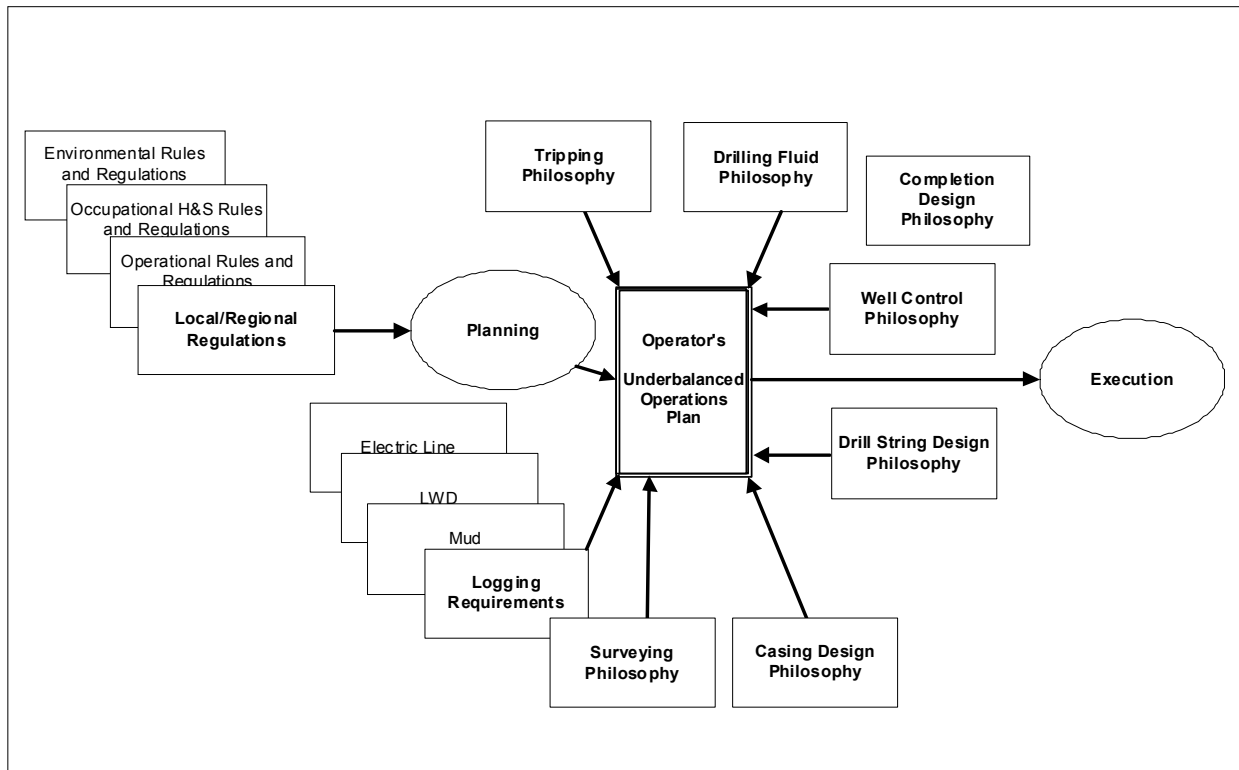 Environmental Rules
and Regulations
Occupational H&S Rules
and Regulations
Operational Rules and
Regulations
Local/Regional
Regulations
Planning
Tripping
Philosophy
Drilling Fluid
Philosophy
Completion
Design
Philosophy
Well Control
Philosophy
Operator's
Underbalanced
Operations
Plan
Execution
Drill String Design
Philosophy
Electric Line
LWD
Mud
Logging
Requirements
Surveying
Philosophy
Casing Design
Philosophy